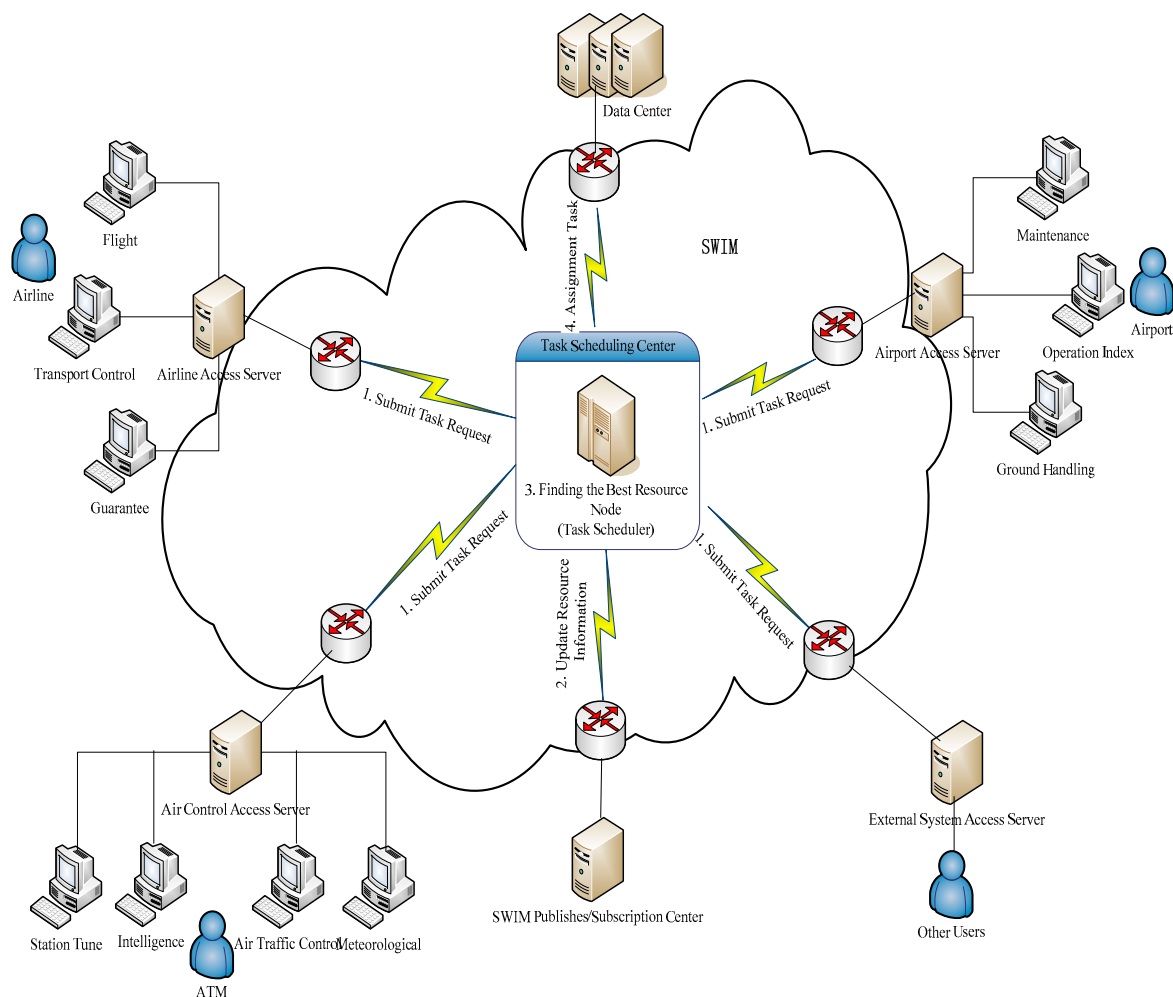 Data Center
SWIM
4. Assignment Task
Flight
Airline
Transport Control
Airline Access Server
Guarantee
1. Submit Task Request
Task Scheduling Center
3. Finding the Best Resource
Node
(Task Scheduler)
Maintenance
Airport
Airport Access Server
Operation Index
Ground Handling
1. Submit Task Request
1. Submit Task Request
1. Submit Task Request
2. Update Resource
Information
Air Control Access Server
Station Tune
Intelligence
Air Traffic Control
Meteorological
ATM
SWIM Publishes/Subscription Center
External System Access Server
Other Users